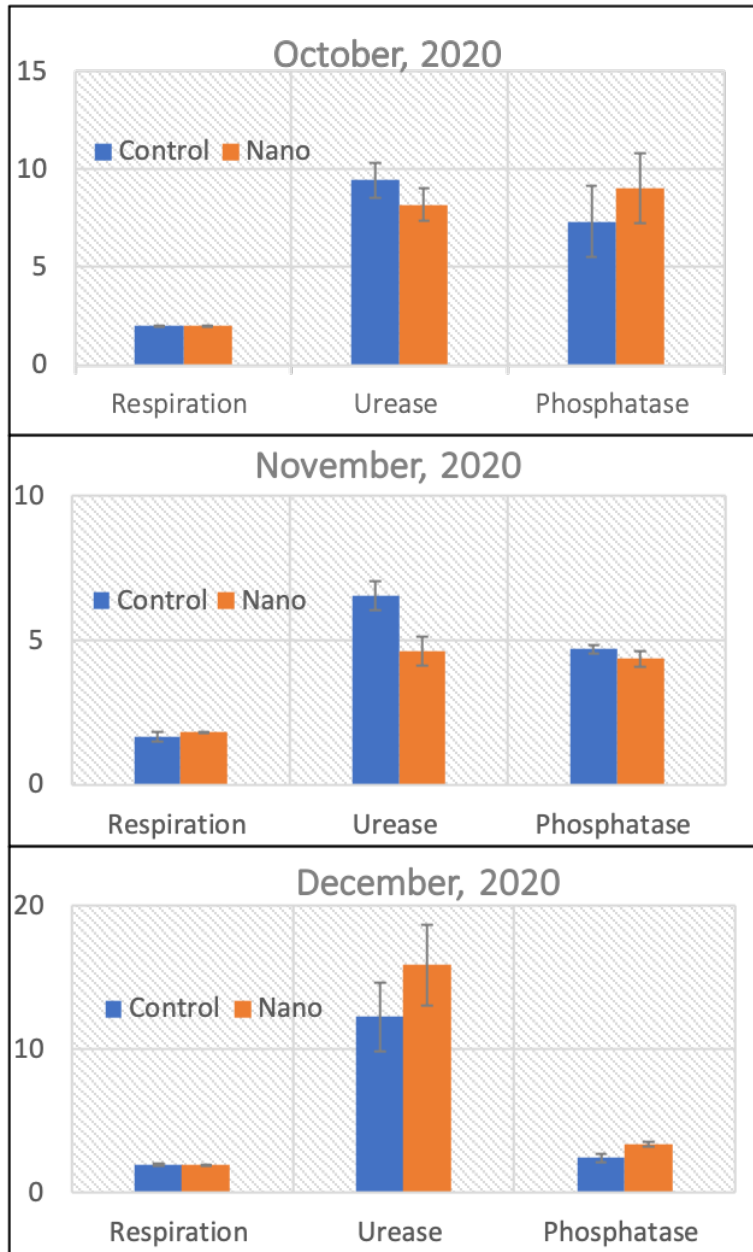 October, 2020
15
10
5
0
Control Nano
Respiration Urease Phosphatase
November, 2020
10
5
0
Control Nano
Respiration Urease Phosphatase
December, 2020
20
10
0
Control Nano
Respiration Urease Phosphatase